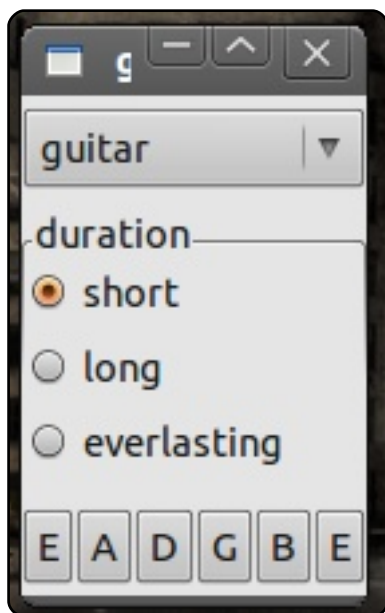 g
guitar
duration
short
long
everlasting
E A D G B E